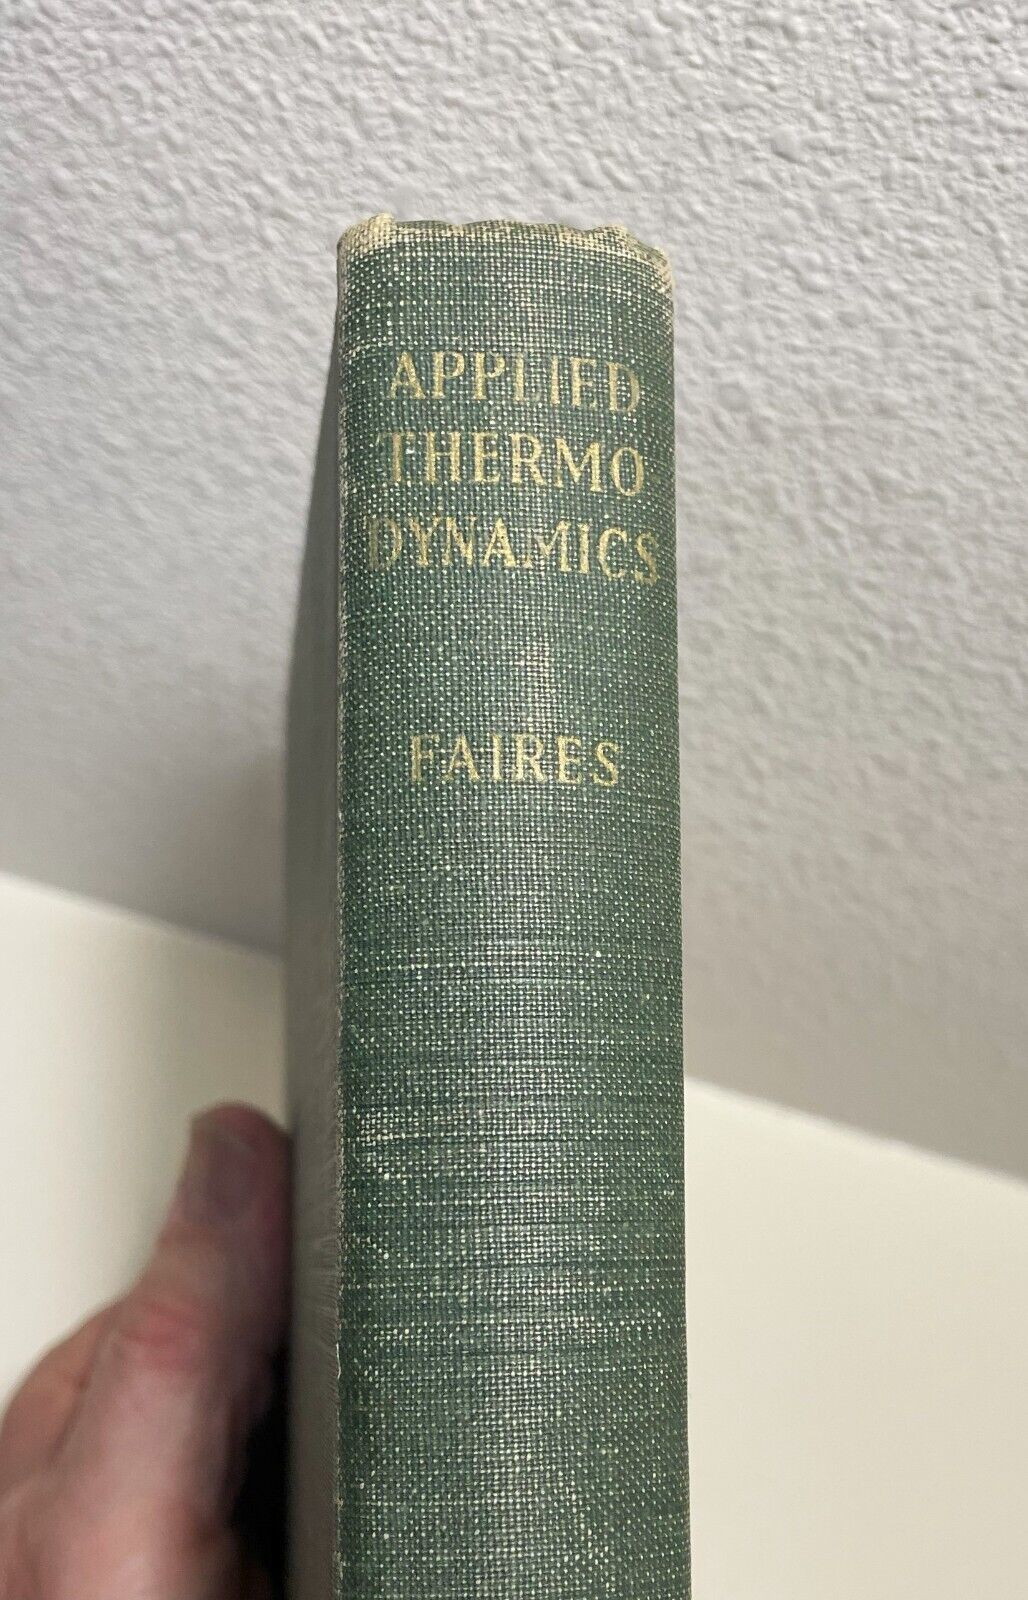 APPLIED
THERMO
DYNAMICS
FAIRES